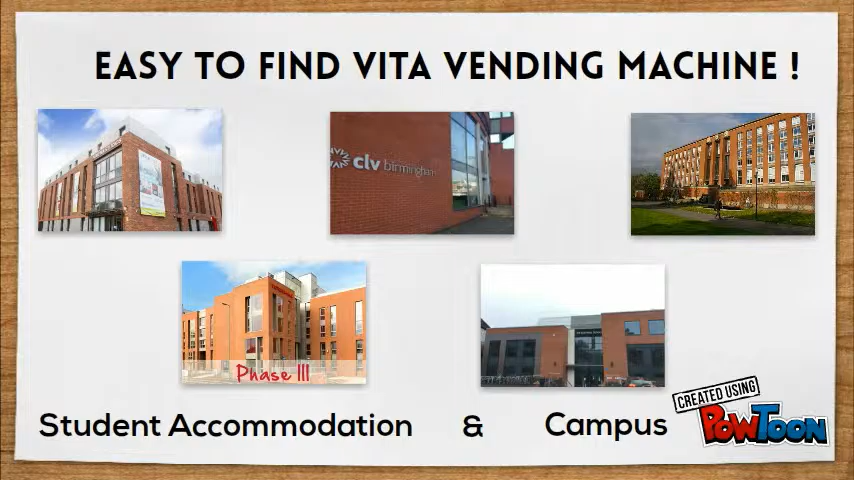 EASY TO FIND VITA VENDING MACHINE !
clv birmingham
Phase III
Student Accommodation & Campus
CREATED USING
POWTOON